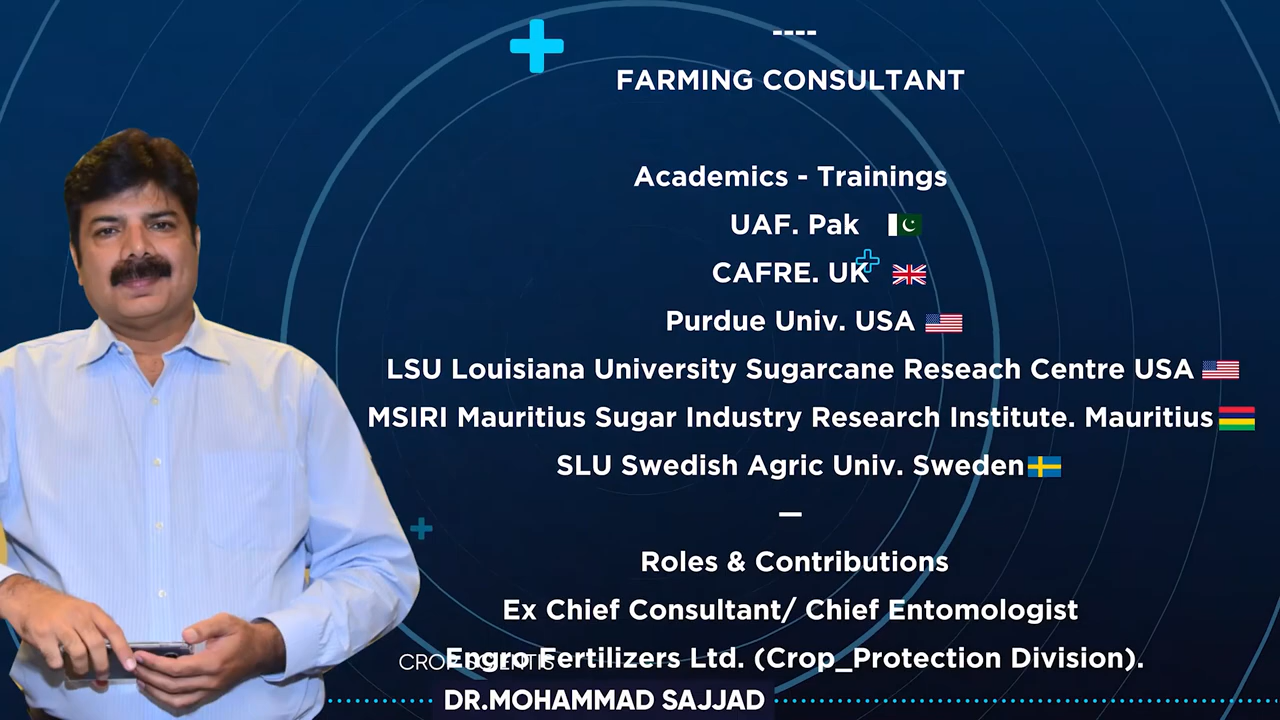 ----
FARMING CONSULTANT
Academics - Trainings
UAF. Pak
CAFRE. UK
Purdue Univ. USA
LSU Louisiana University Sugarcane Reseach Centre USA
MSIRI Mauritius Sugar Industry Research Institute. Mauritius
SLU Swedish Agric Univ. Sweden
—
Roles & Contributions
Ex Chief Consultant/ Chief Entomologist
Engro Fertilizers Ltd. (Crop_Protection Division).
DR.MOHAMMAD SAJJAD